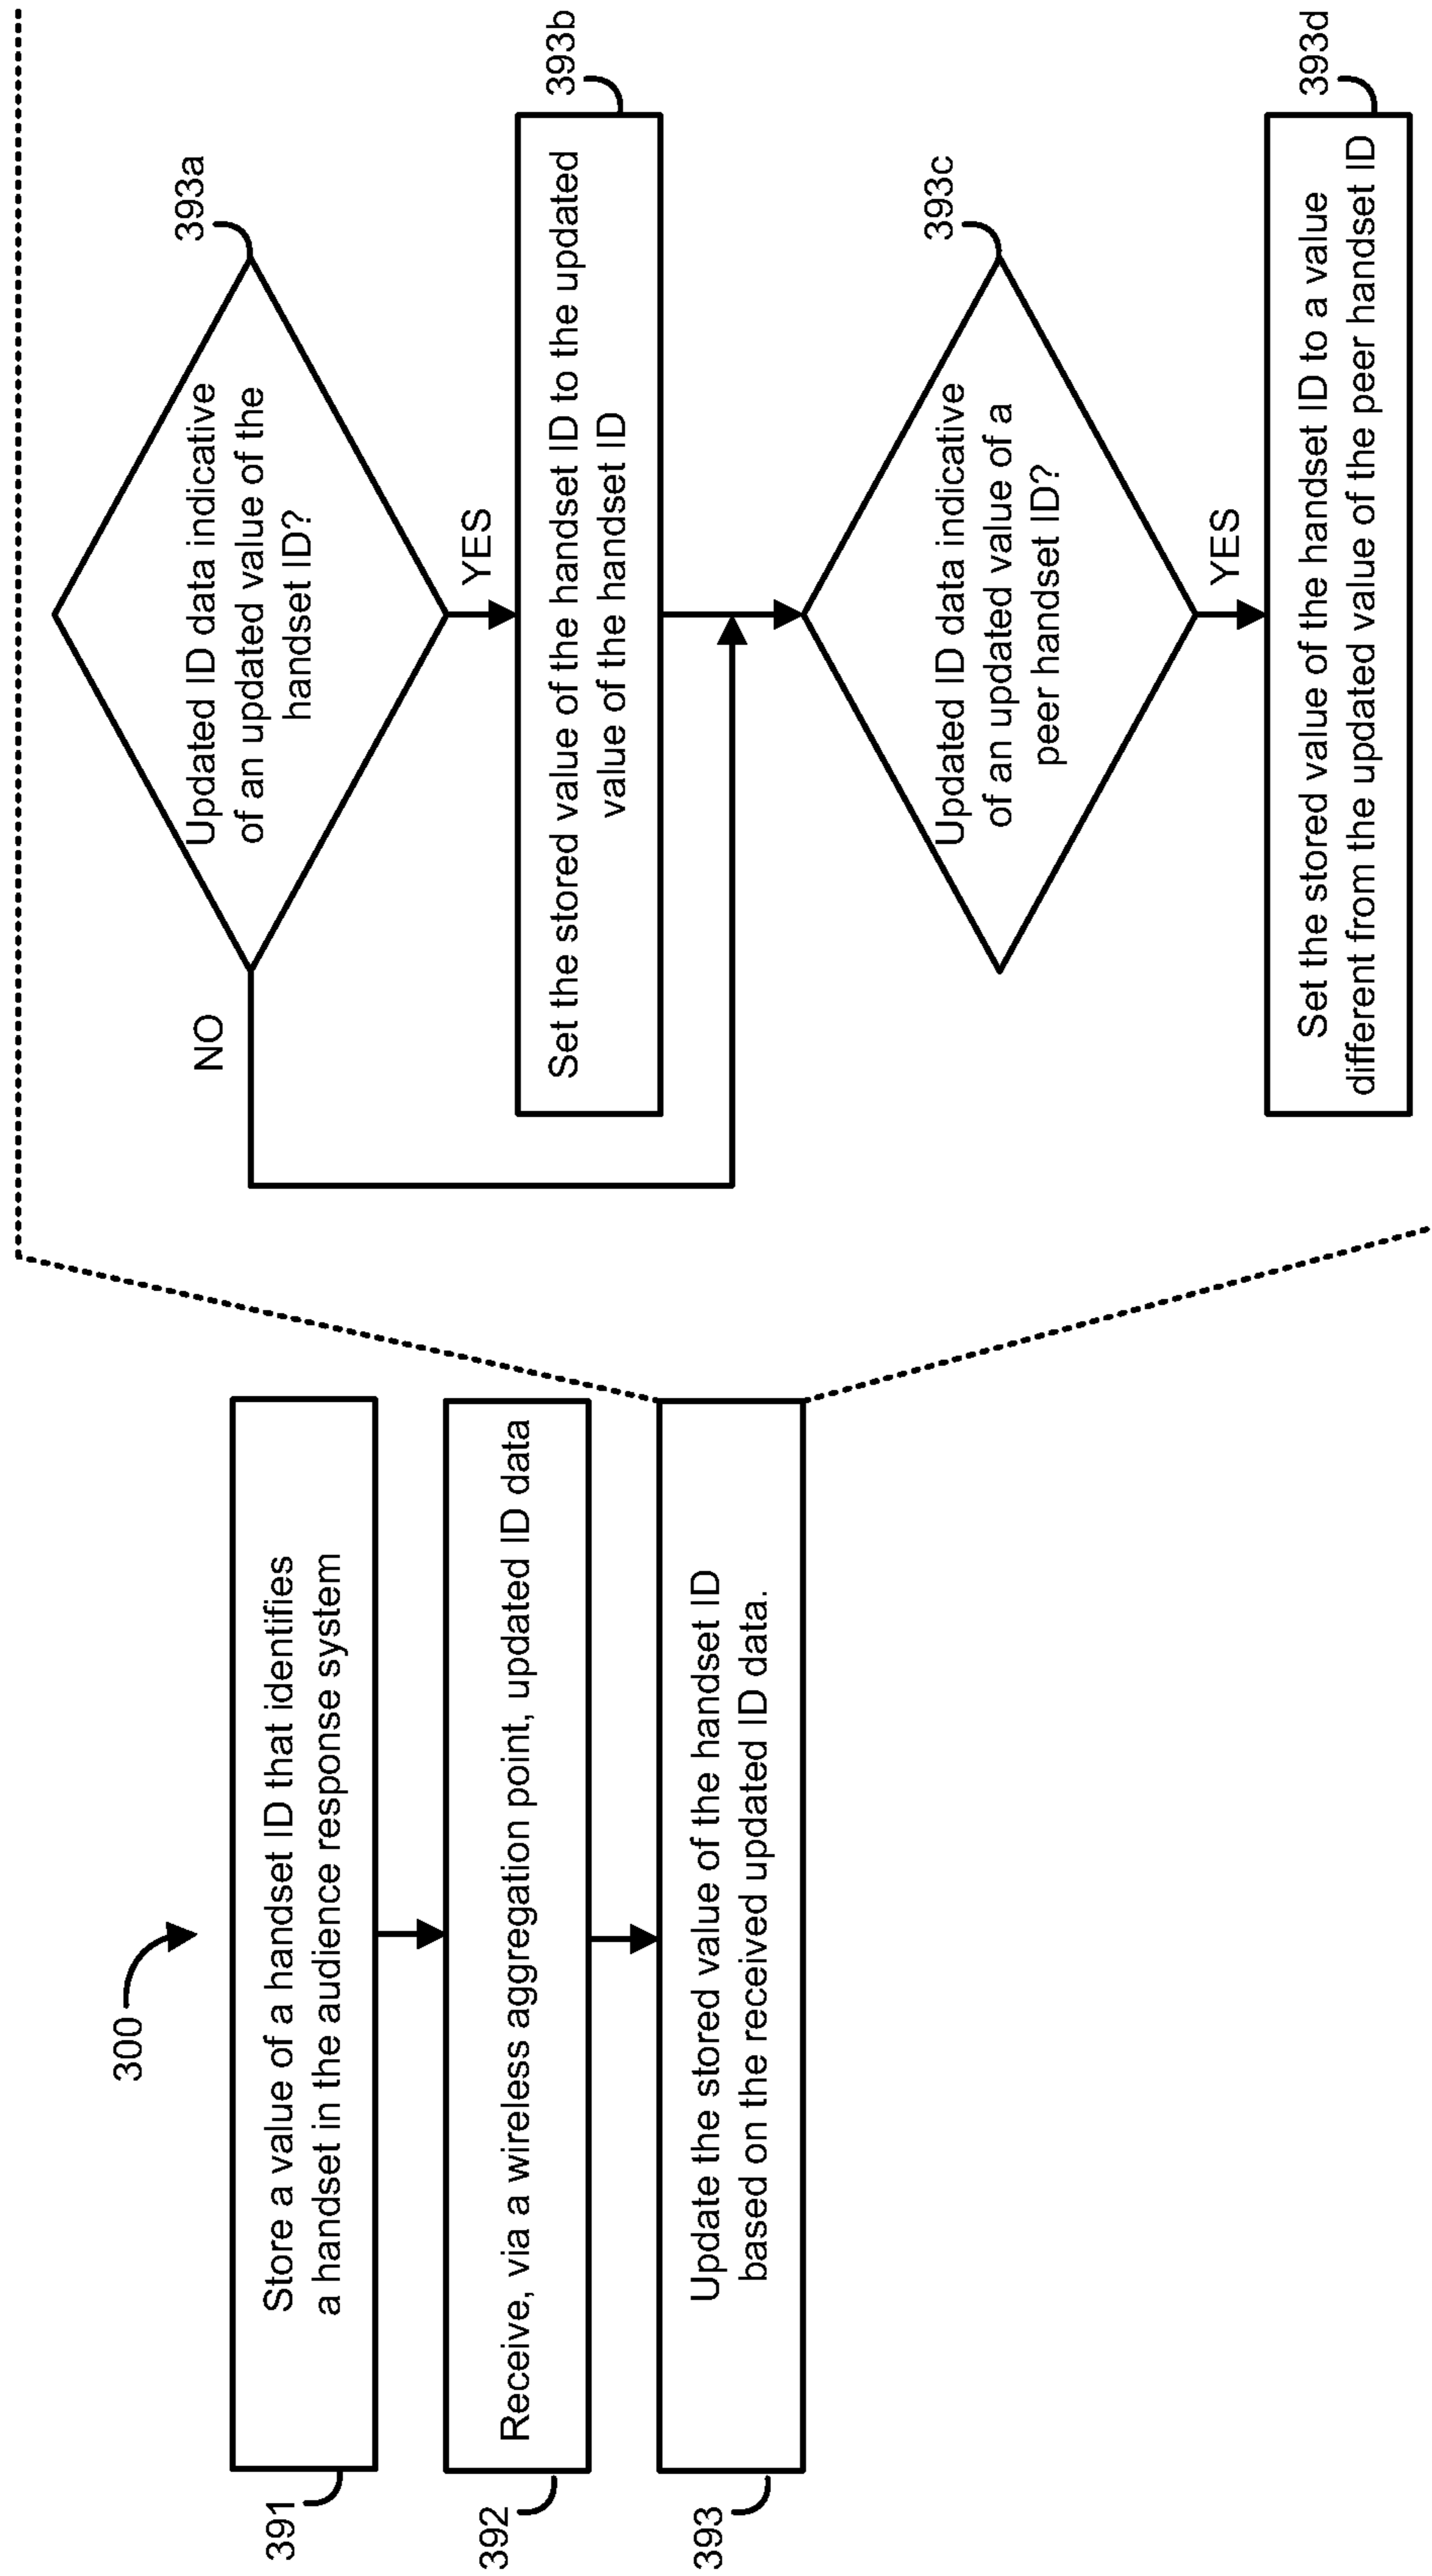 300
391
Store a value of a handset ID that identifies
a handset in the audience response system
392
Receive, via a wireless aggregation point, updated ID data
393
Update the stored value of the handset ID
based on the received updated ID data.
393a
Updated ID data indicative
of an updated value of the
handset ID?
NO
YES
393b
Set the stored value of the handset ID to the updated
value of the handset ID
393c
Updated ID data indicative
of an updated value of a
peer handset ID?
YES
393d
Set the stored value of the handset ID to a value
different from the updated value of the peer handset ID